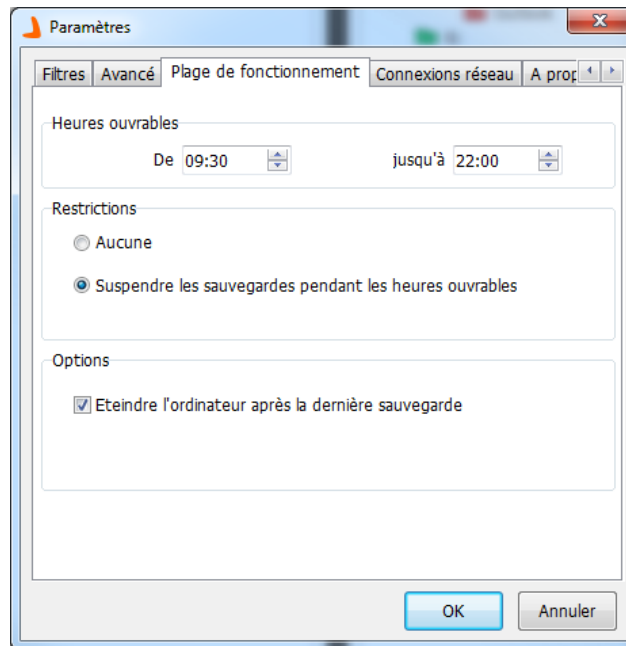 Paramètres
Filtres Avancé Plage de fonctionnement Connexions réseau A prop
Heures ouvrables
De 09:30 jusqu'à 22:00
Restrictions
Aucune
Suspendre les sauvegardes pendant les heures ouvrables
Options
Eteindre l'ordinateur après la dernière sauvegarde
OK Annuler